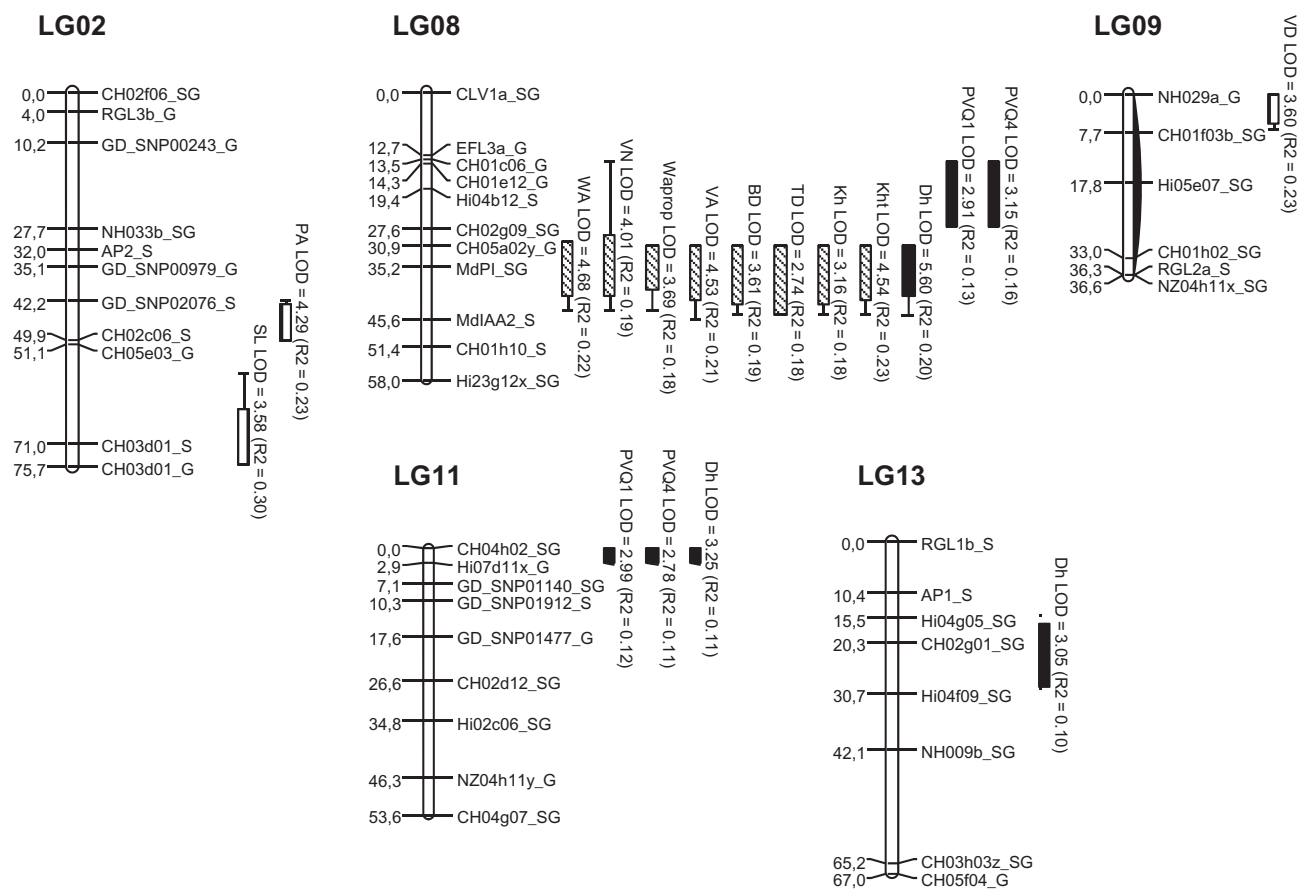 LG02
0,0 CH02f06_SG
4,0 RGL3b_G
10,2 GD_SNP00243_G
27,7 NH033b_SG
32,0 AP2_S
35,1 GD_SNP00979_G
42,2 GD_SNP02076_S
49,9 CH02c06_S
51,1 CH05e03_G
71,0 CH03d01_S
75,7 CH03d01_G
SL LOD = 3.58 (R2 = 0.30)
PA LOD = 4.29 (R2 = 0.23)
LG08
0,0 CLV1a_SG
12,7 EFL3a_G
13,5 CH01c06_G
14,3 CH01e12_G
19,4 Hi04b12_S
27,6 CH02g09_SG
30,9 CH05a02y_G
35,2 MdPI_SG
45,6 MdIAA2_S
51,4 CH01h10_S
58,0 Hi23g12x_SG
WA LOD = 4.68 (R2 = 0.22)
VN LOD = 4.01 (R2 = 0.19)
Waprop LOD = 3.69 (R2 = 0.18)
VA LOD = 4.53 (R2 = 0.21)
BD LOD = 3.61 (R2 = 0.19)
TD LOD = 2.74 (R2 = 0.18)
Kh LOD = 3.16 (R2 = 0.18)
Kht LOD = 4.54 (R2 = 0.23)
Dh LOD = 5.60 (R2 = 0.20)
PVQ1 LOD = 2.91 (R2 = 0.13)
PVQ4 LOD = 3.15 (R2 = 0.16)
LG09
0,0 NH029a_G
7,7 CH01f03b_SG
17,8 Hi05e07_SG
33,0 CH01h02_SG
36,3 RGL2a_S
36,6 NZ04h11x_SG
VD LOD = 3.60 (R2 = 0.23)
LG11
0,0 CH04h02_SG
2,9 Hi07d11x_G
7,1 GD_SNP01140_SG
10,3 GD_SNP01912_S
17,6 GD_SNP01477_G
26,6 CH02d12_SG
34,8 Hi02c06_SG
46,3 NZ04h11y_G
53,6 CH04g07_SG
PVQ1 LOD = 2.99 (R2 = 0.12)
PVQ4 LOD = 2.78 (R2 = 0.11)
Dh LOD = 3.25 (R2 = 0.11)
LG13
0,0 RGL1b_S
10,4 AP1_S
15,5 Hi04g05_SG
20,3 CH02g01_SG
30,7 Hi04f09_SG
42,1 NH009b_SG
65,2 CH03h03z_SG
67,0 CH05f04_G
Dh LOD = 3.05 (R2 = 0.10)